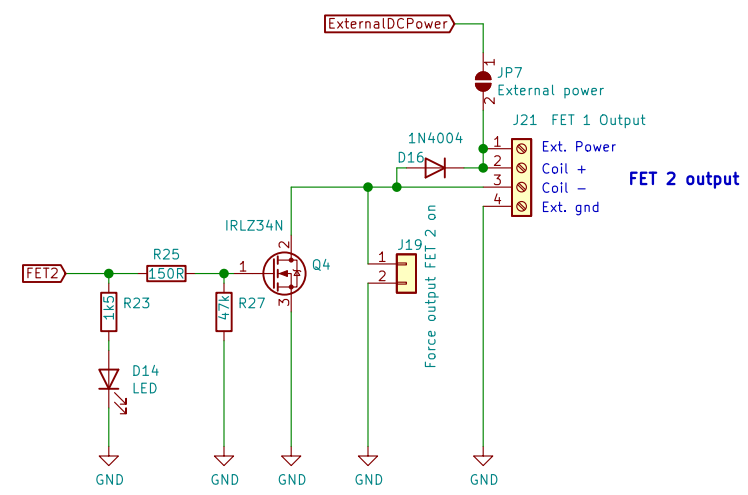 ExternalDCPower
1
JP7
External power
2
J21 FET 1 Output
1N4004
D16
1 Ext. Power
2 Coil +
3 Coil -
4 Ext. gnd
FET 2 output
IRLZ34N
2
Q4
1
3
J19
1
2
Force output FET 2 on
FET2
R25
150R
R23
1k5
R27
47k
D14
LED
GND
GND
GND
GND
GND